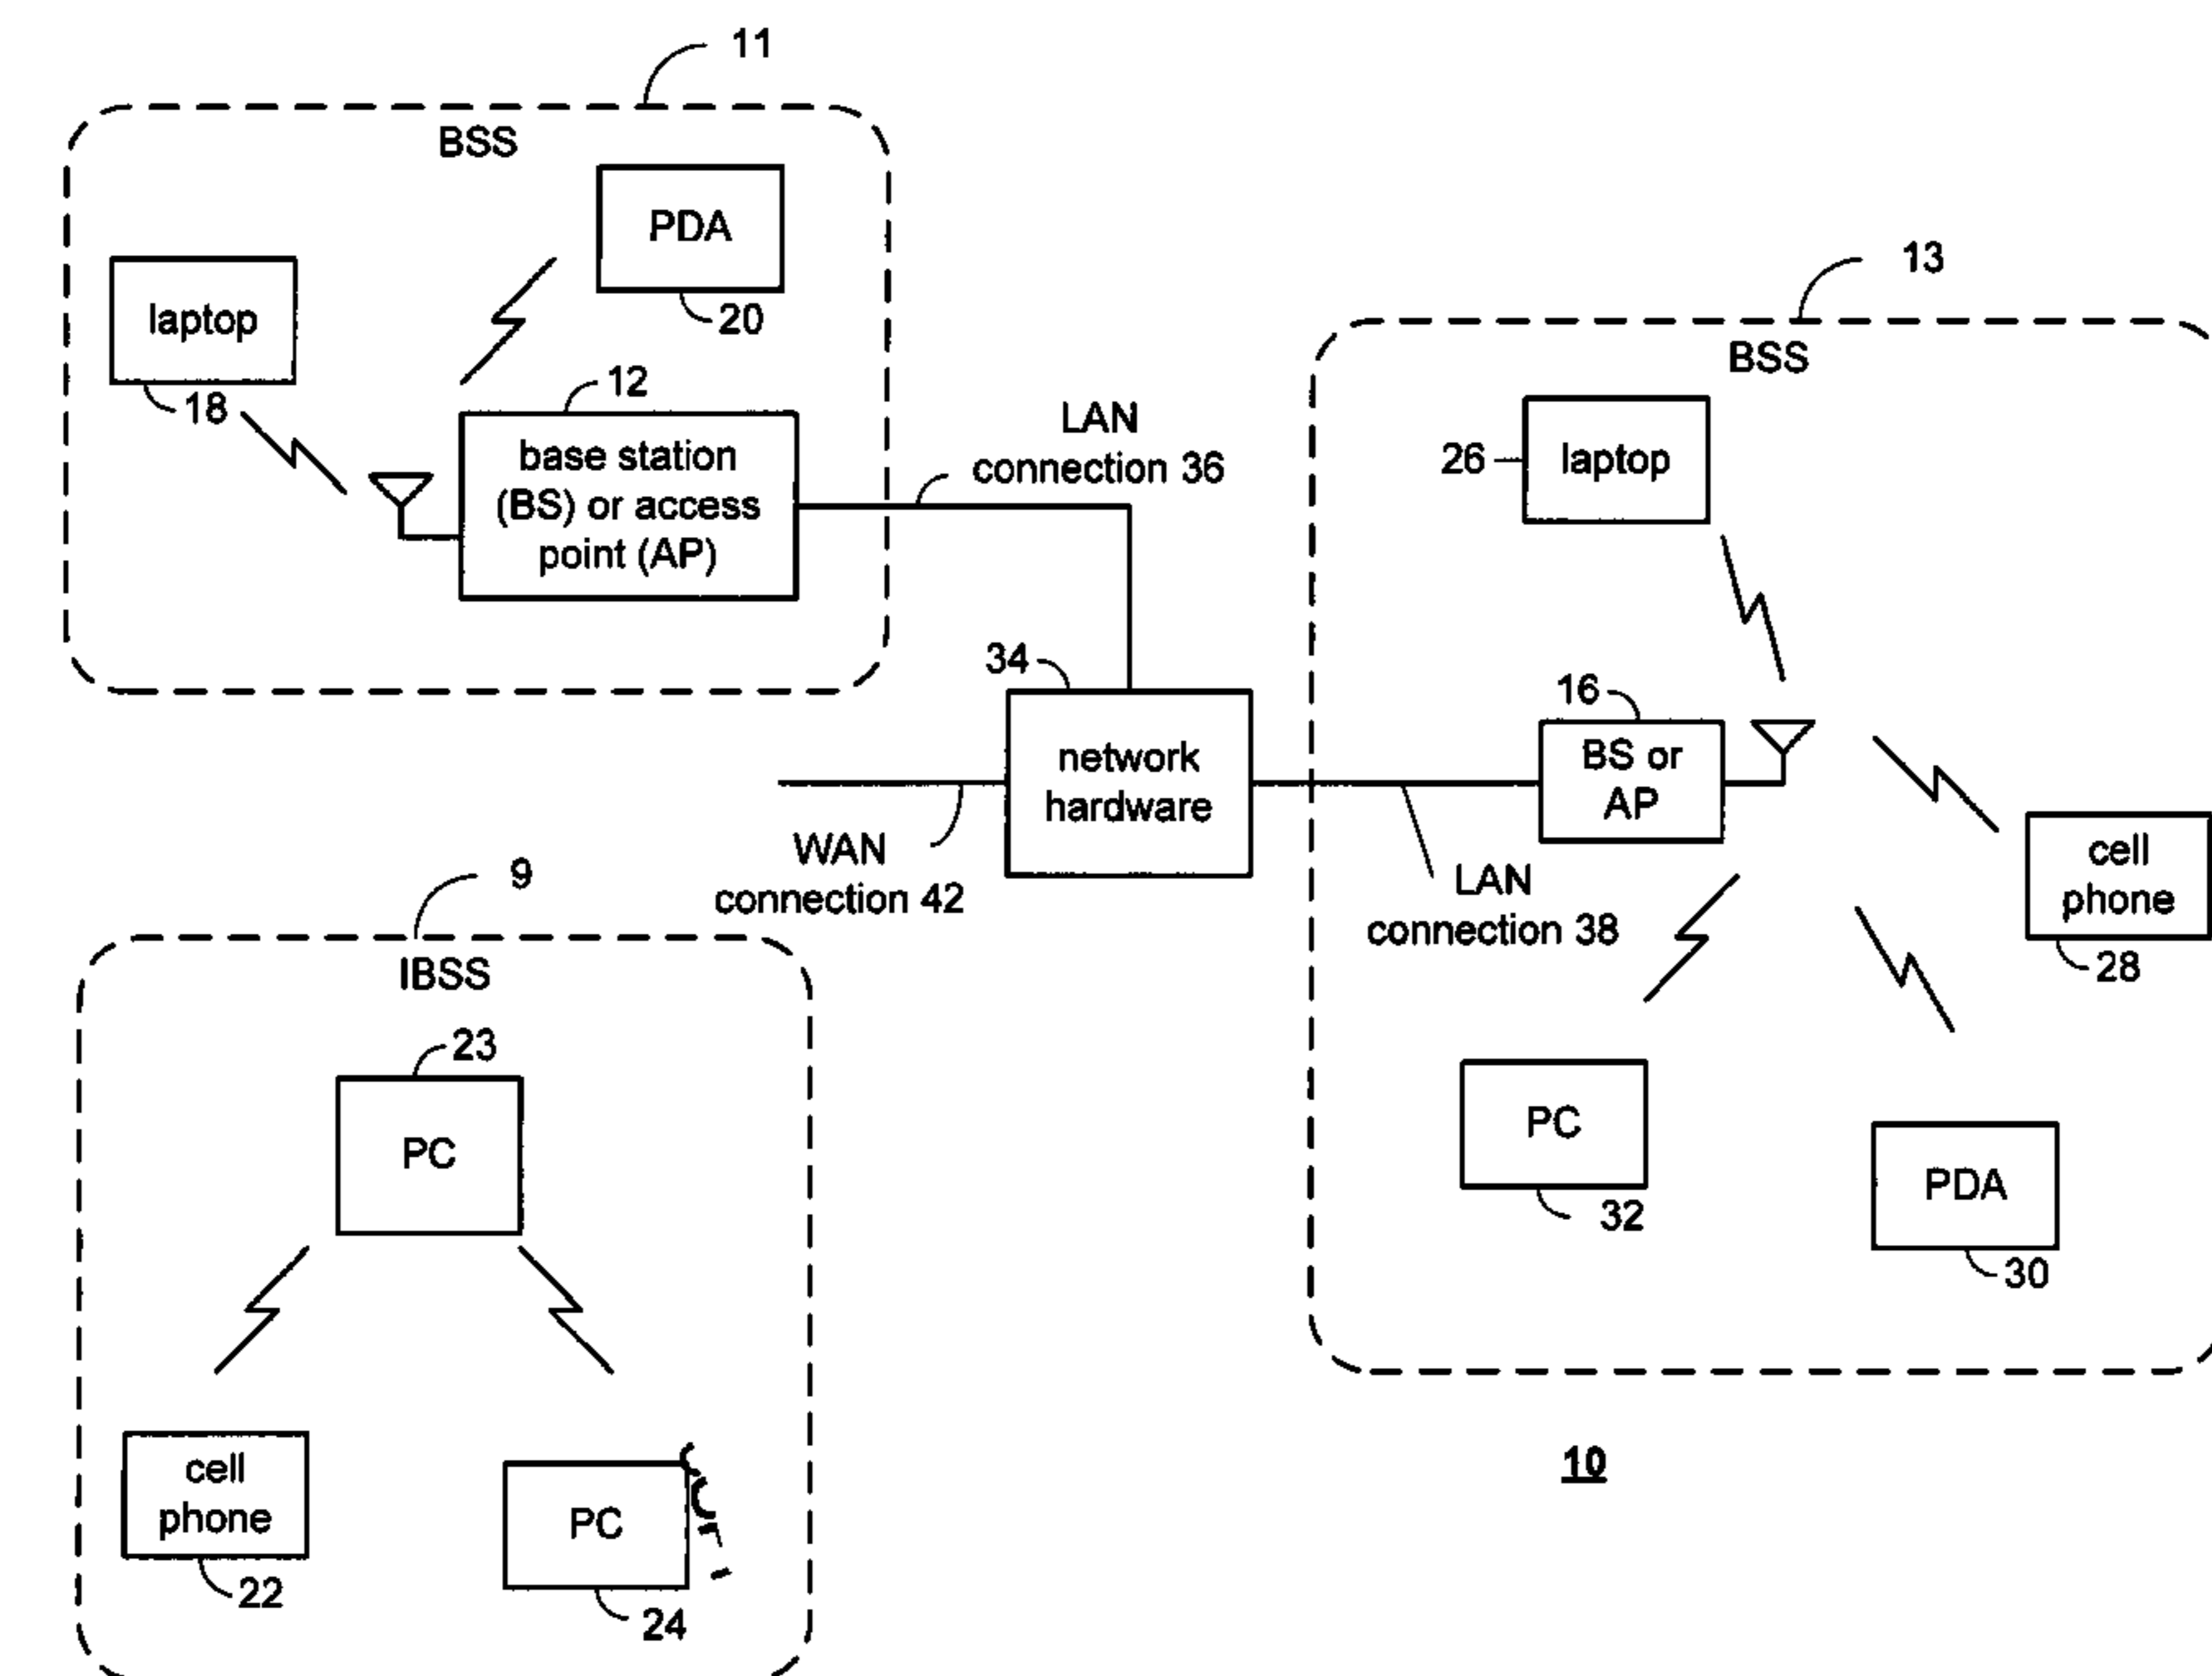 11
BSS
PDA
20
laptop
18
12
base station
(BS) or access
point (AP)
LAN
connection 36
13
BSS
26
laptop
34
network
hardware
16
BS or
AP
WAN
connection 42
LAN
connection 38
cell
phone
28
PC
32
PDA
30
9
IBSS
23
PC
cell
phone
22
PC
24
10